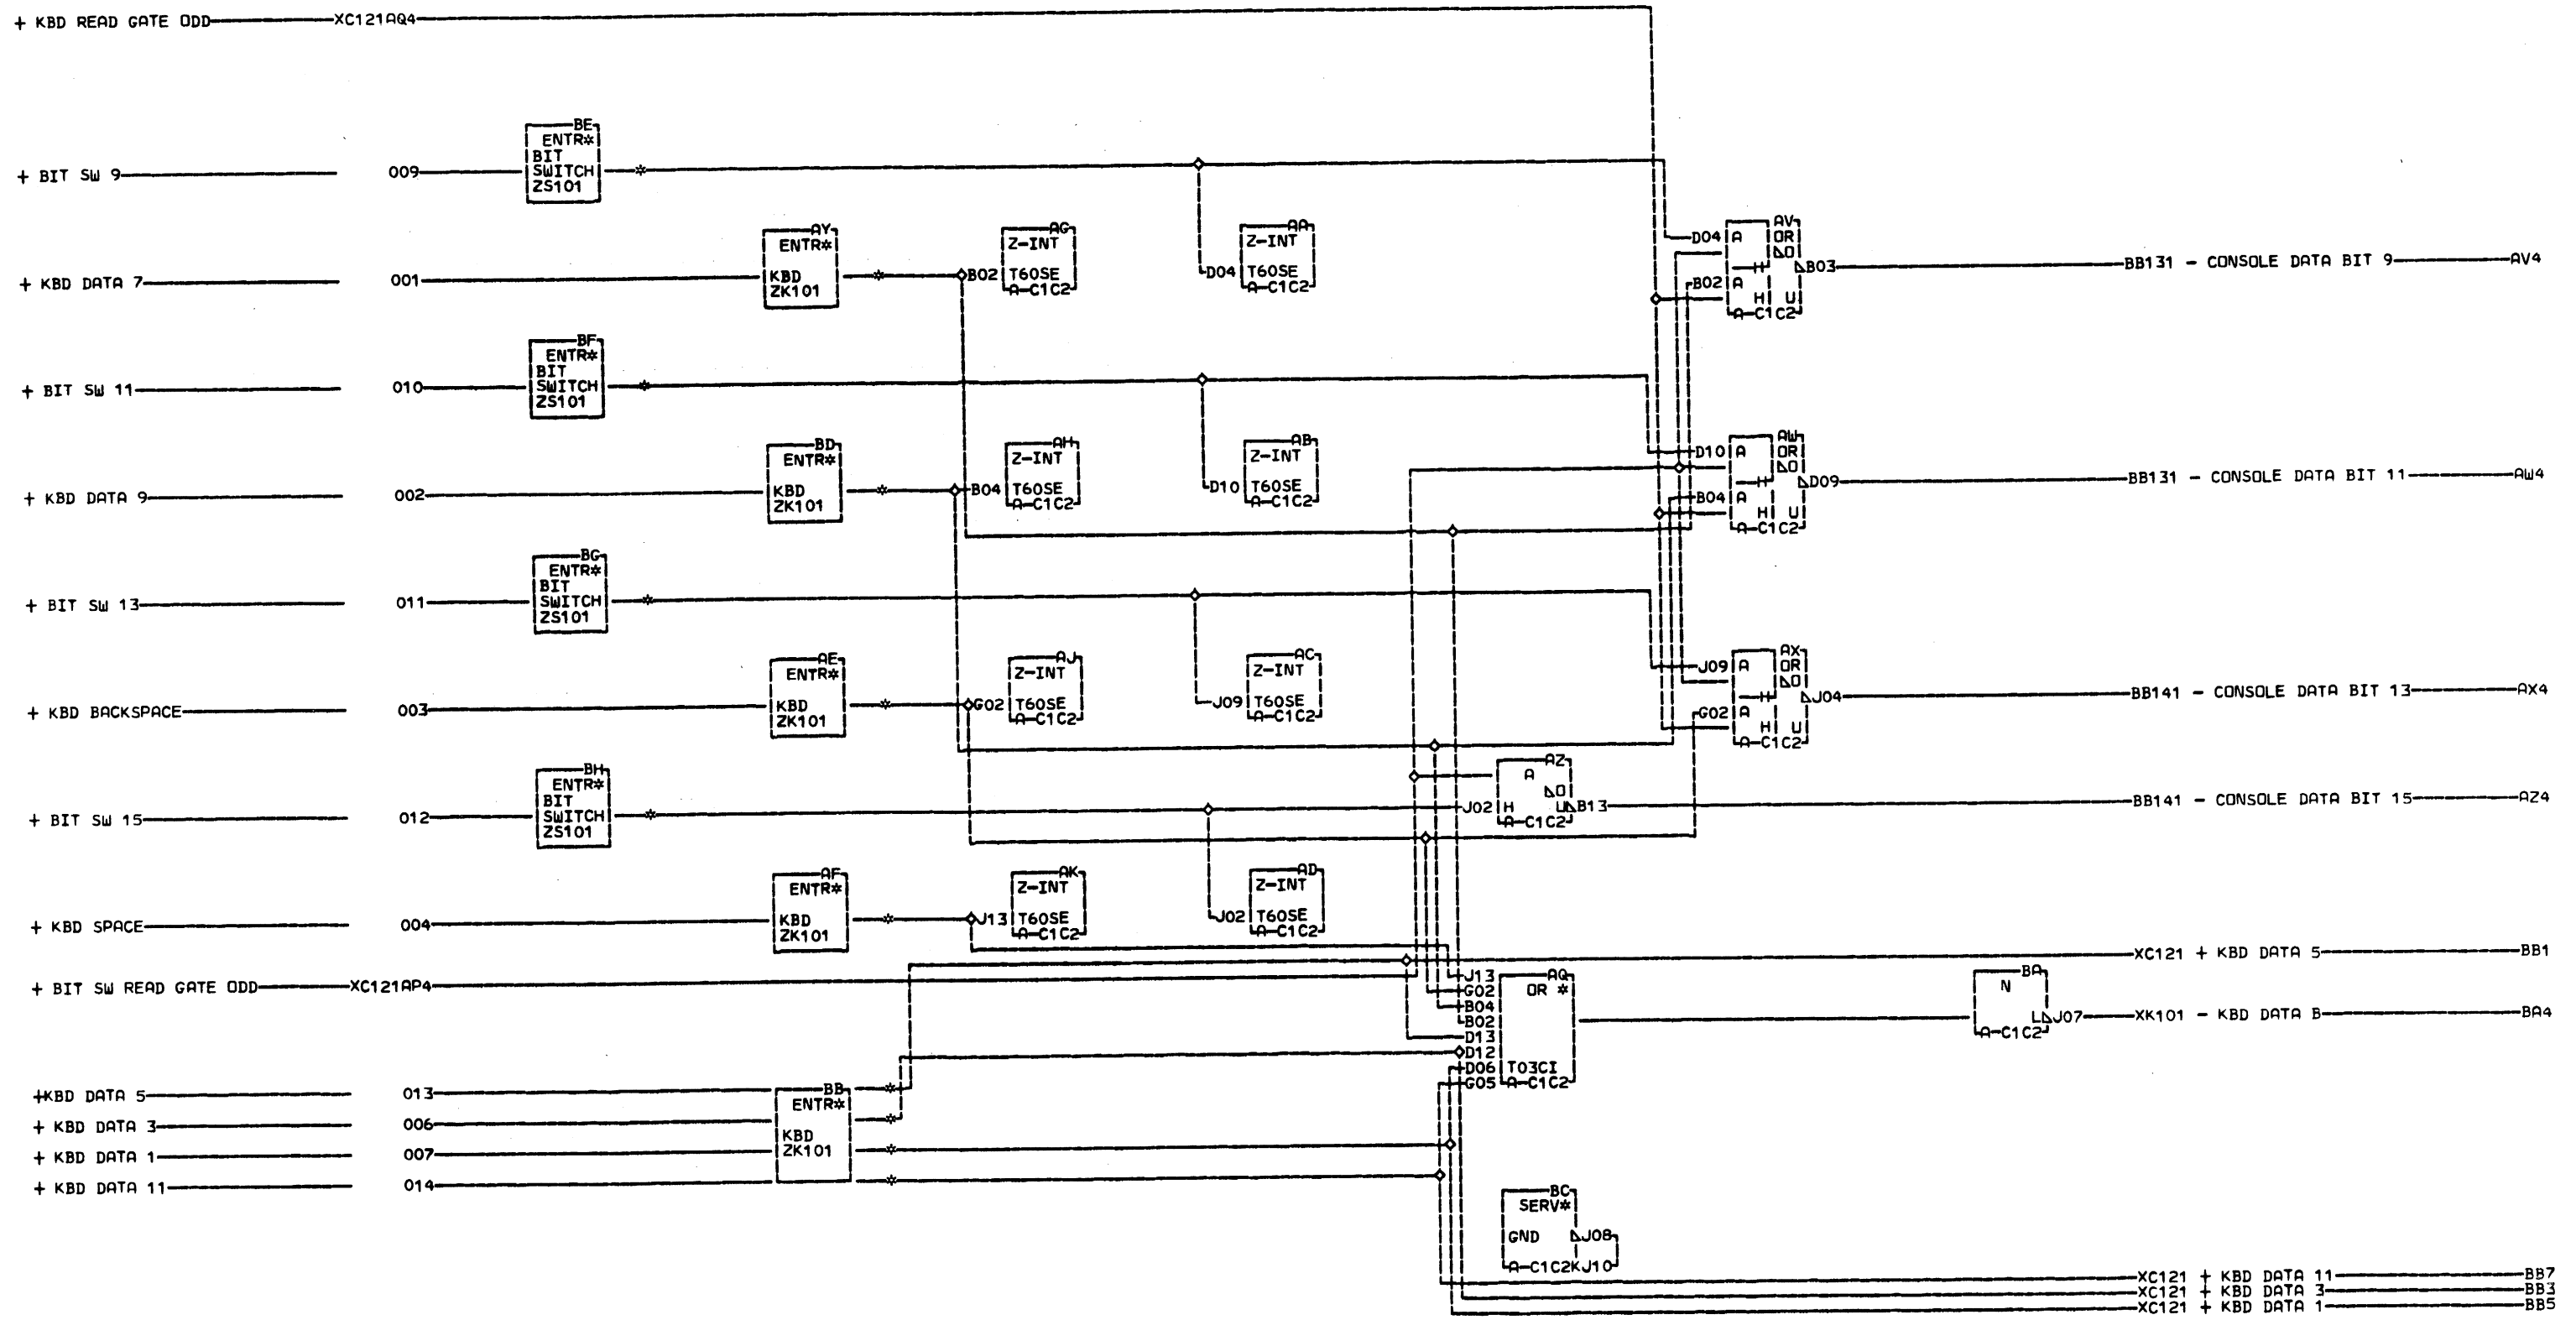 + KBD READ GATE ODD XC121AQ4
BE
ENTR*
BIT
SWITCH
ZS101
+ BIT SW 9 009 *
AY
ENTR*
KBD
ZK101
+ KBD DATA 7 001 *
AG
Z-INT
B02 T60SE
A-C1C2
AA
Z-INT
D04 T60SE
A-C1C2
AV
D04 A OR
DO
H
B02 A
H U
A-C1C2
B03 BB131 - CONSOLE DATA BIT 9 AV4
BF
ENTR*
BIT
SWITCH
ZS101
+ BIT SW 11 010 *
BD
ENTR*
KBD
ZK101
+ KBD DATA 9 002 *
AH
Z-INT
B04 T60SE
A-C1C2
AB
Z-INT
D10 T60SE
A-C1C2
AW
D10 A OR
DO
H
B04 A
H U
A-C1C2
D09 BB131 - CONSOLE DATA BIT 11 AW4
BG
ENTR*
BIT
SWITCH
ZS101
+ BIT SW 13 011 *
AE
ENTR*
KBD
ZK101
+ KBD BACKSPACE 003 *
AJ
Z-INT
G02 T60SE
A-C1C2
AC
Z-INT
J09 T60SE
A-C1C2
AX
J09 A OR
DO
H
G02 A
H U
A-C1C2
J04 BB141 - CONSOLE DATA BIT 13 AX4
BH
ENTR*
BIT
SWITCH
ZS101
+ BIT SW 15 012 *
AZ
A
DO
J02 H U B13 BB141 - CONSOLE DATA BIT 15 AZ4
A-C1C2
AF
ENTR*
KBD
ZK101
+ KBD SPACE 004 *
AK
Z-INT
J13 T60SE
A-C1C2
AD
Z-INT
J02 T60SE
A-C1C2
XC121 + KBD DATA 5 BB1
+ BIT SW READ GATE ODD XC121AP4
J13 AQ
G02 OR *
B04
B02
D13
D12
D06 T03CI
G05 A-C1C2
BA
N
L J07 XK101 - KBD DATA B BA4
A-C1C2
+KBD DATA 5 013 BB *
ENTR*
+ KBD DATA 3 006 *
KBD
+ KBD DATA 1 007 ZK101 *
+ KBD DATA 11 014 *
BC
SERV*
GND J08
A-C1C2KJ10
XC121 + KBD DATA 11 BB7
XC121 + KBD DATA 3 BB3
XC121 + KBD DATA 1 BB5